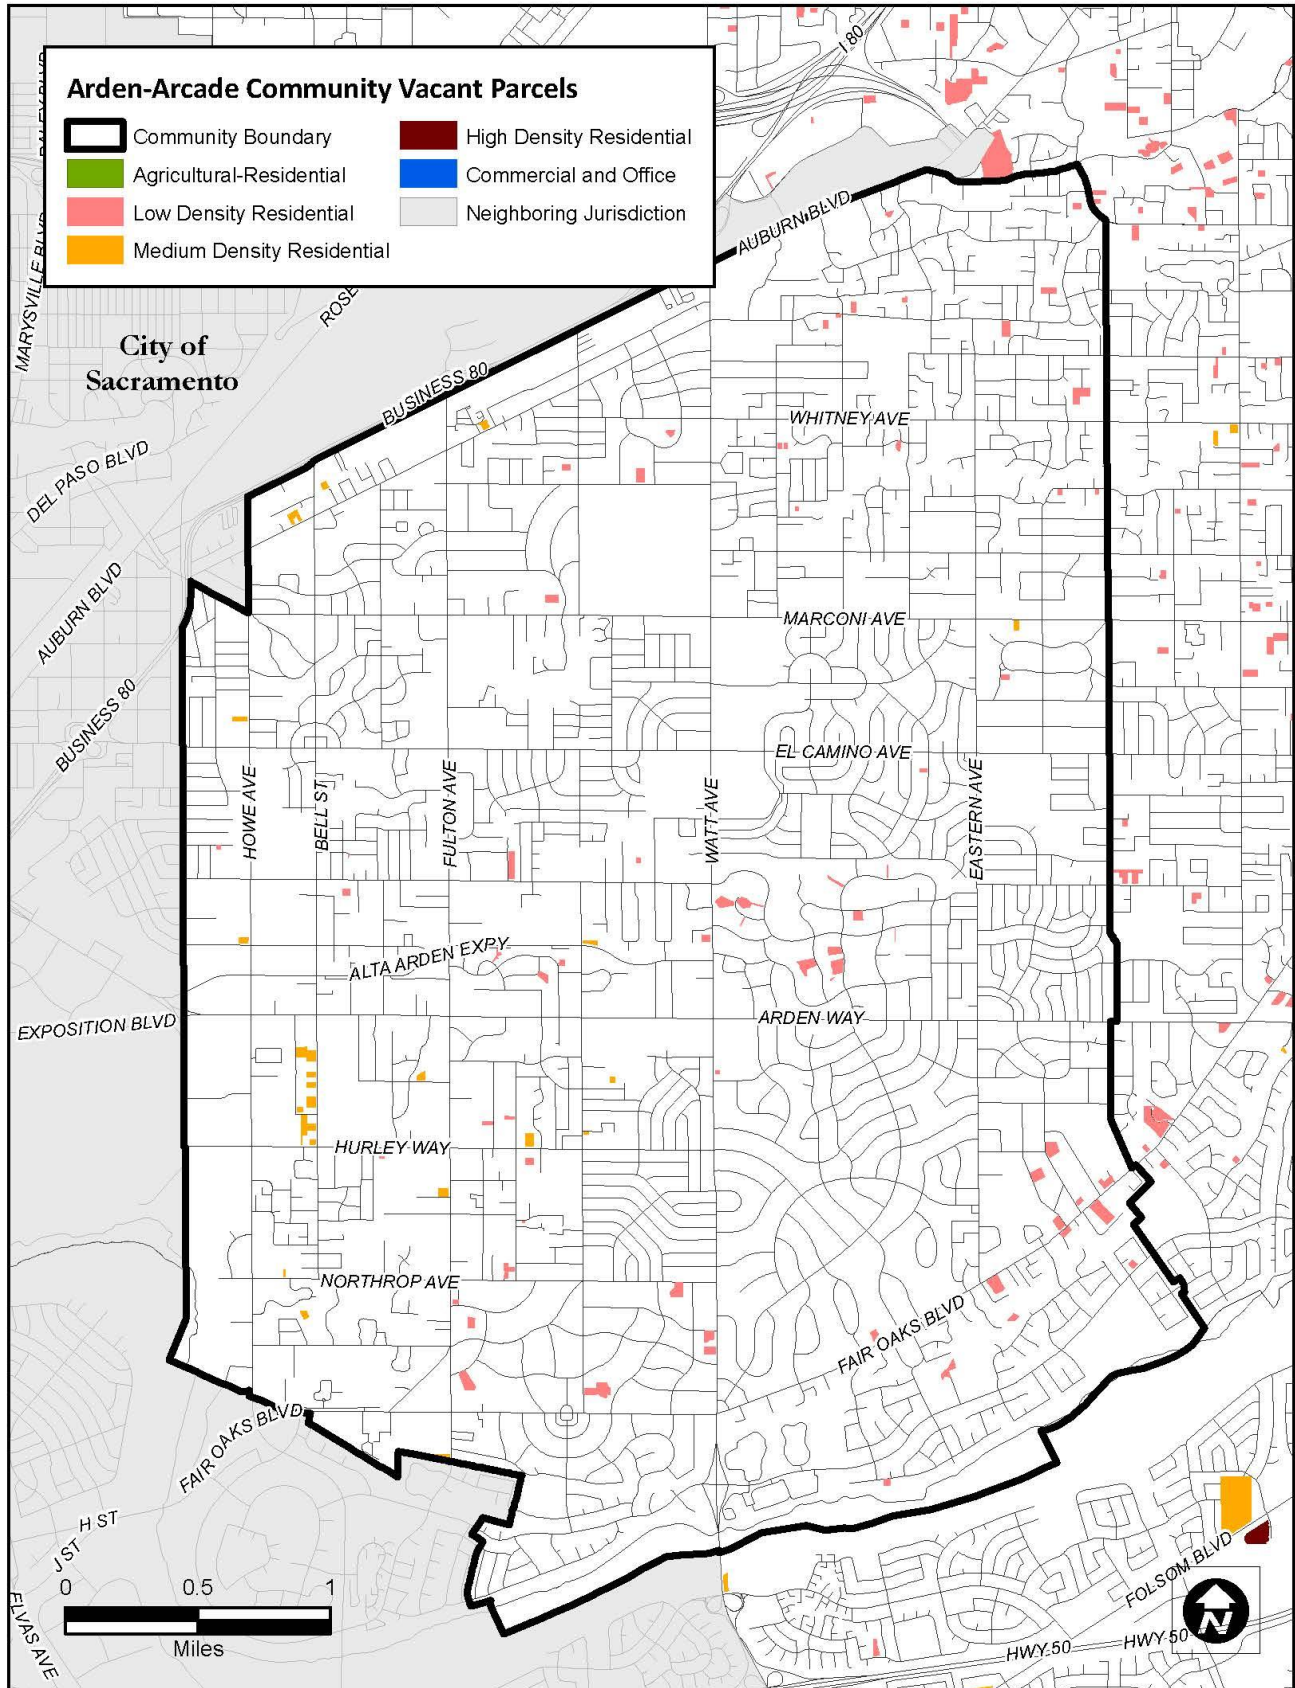 I 80
Arden-Arcade Community Vacant Parcels
Community Boundary
High Density Residential
Agricultural-Residential
Commercial and Office
Low Density Residential
Neighboring Jurisdiction
Medium Density Residential
MARYSVILLE BLVD
AUBURN BLVD
City of
Sacramento
BUSINESS 80
WHITNEY AVE
DEL PASO BLVD
AUBURN BLVD
MARCONI AVE
BUSINESS 80
EL CAMINO AVE
HOWE AVE
BELL ST
FULTON AVE
WATT AVE
EASTERN AVE
ALTA ARDEN EXPY
EXPOSITION BLVD
ARDEN WAY
HURLEY WAY
NORTHROP AVE
FAIR OAKS BLVD
FAIR OAKS BLVD
H ST
J ST
FOLSOM BLVD
0 0.5 1
Miles
ELVAS AVE
HWY 50
HWY 50
N